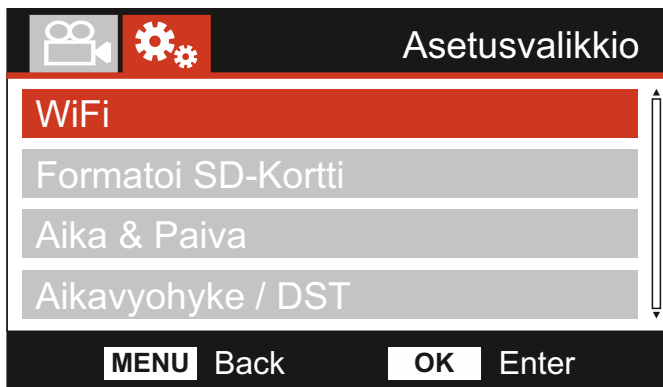 Asetusvalikkio
WiFi
Formatoi SD-Kortti
Aika & Paiva
Aikavyohyke / DST
MENU Back OK Enter